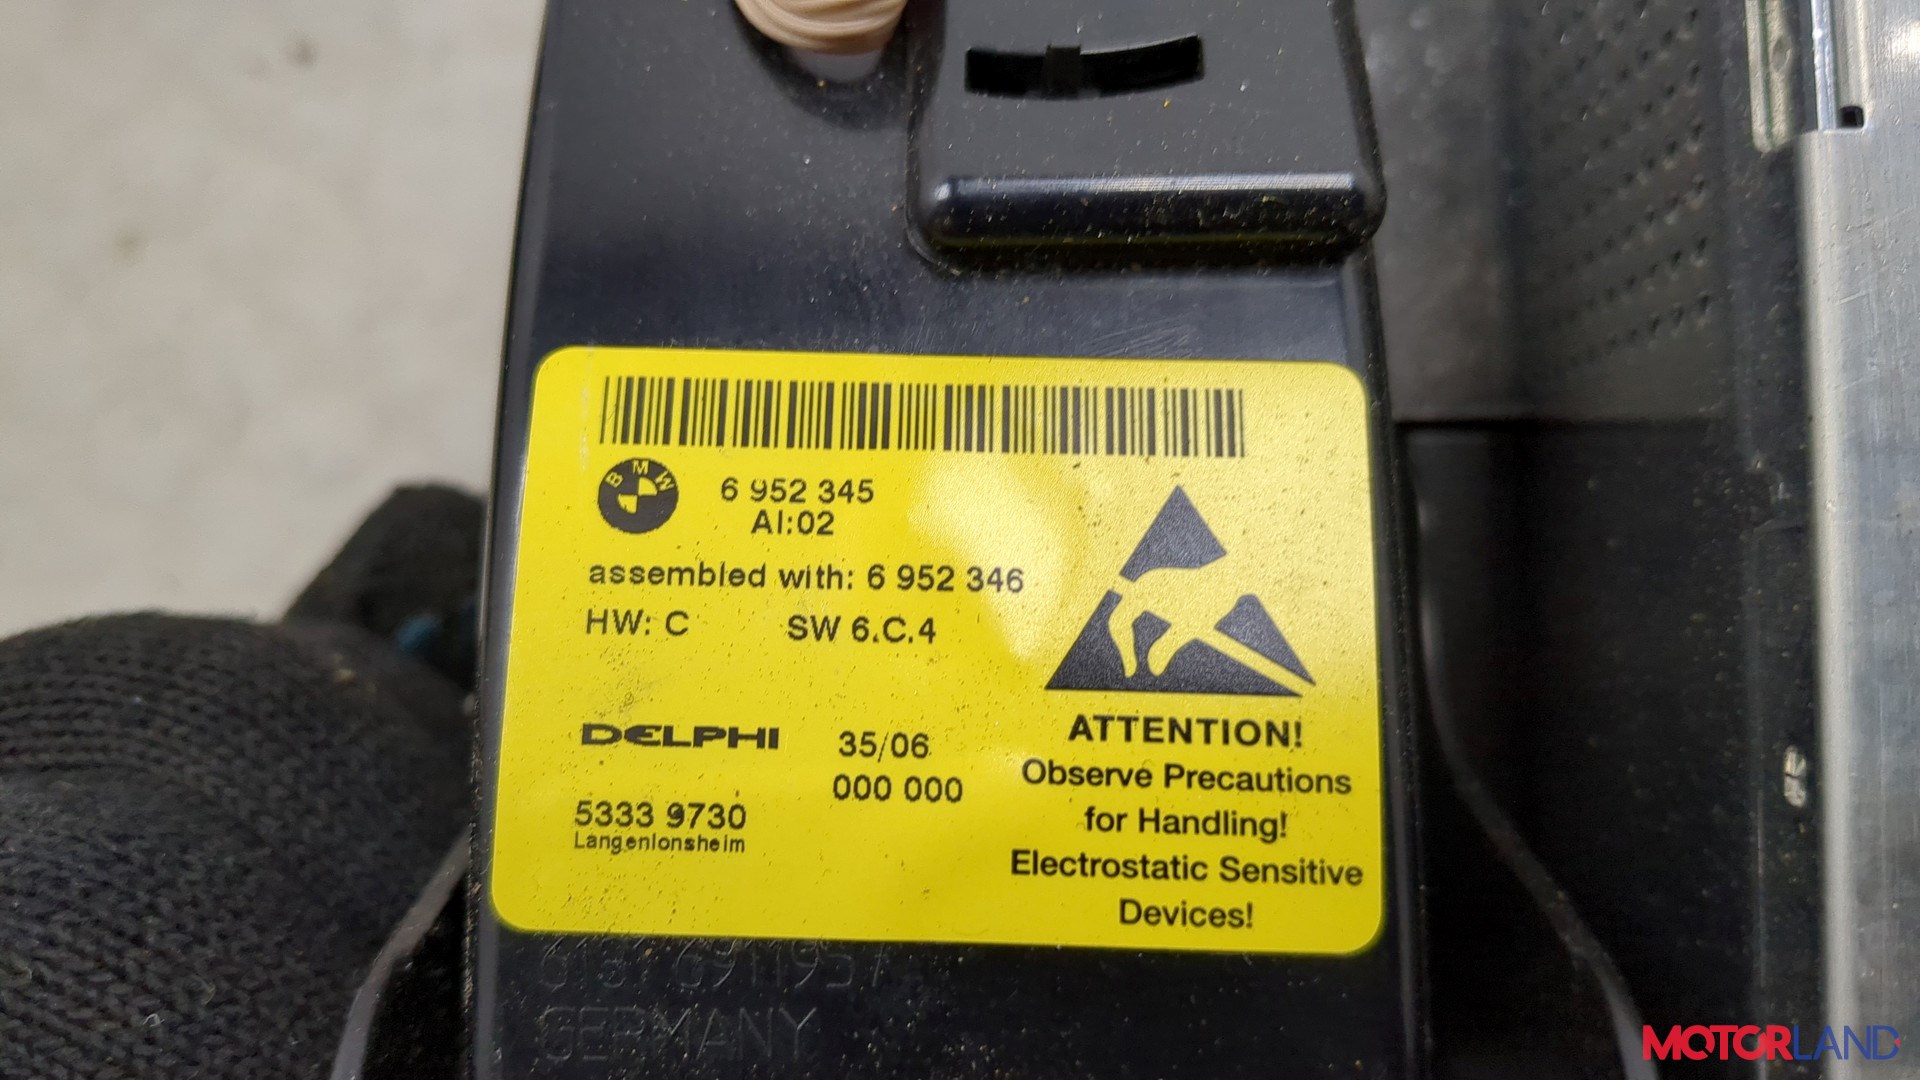 BMW
6 952 345
AI:02
assembled with: 6 952 346
HW: C SW 6.C.4
DELPHI 35/06
000 000
5333 9730
Langenlonsheim
ATTENTION!
Observe Precautions
for Handling!
Electrostatic Sensitive
Devices!
GERMANY
MOTORLAND